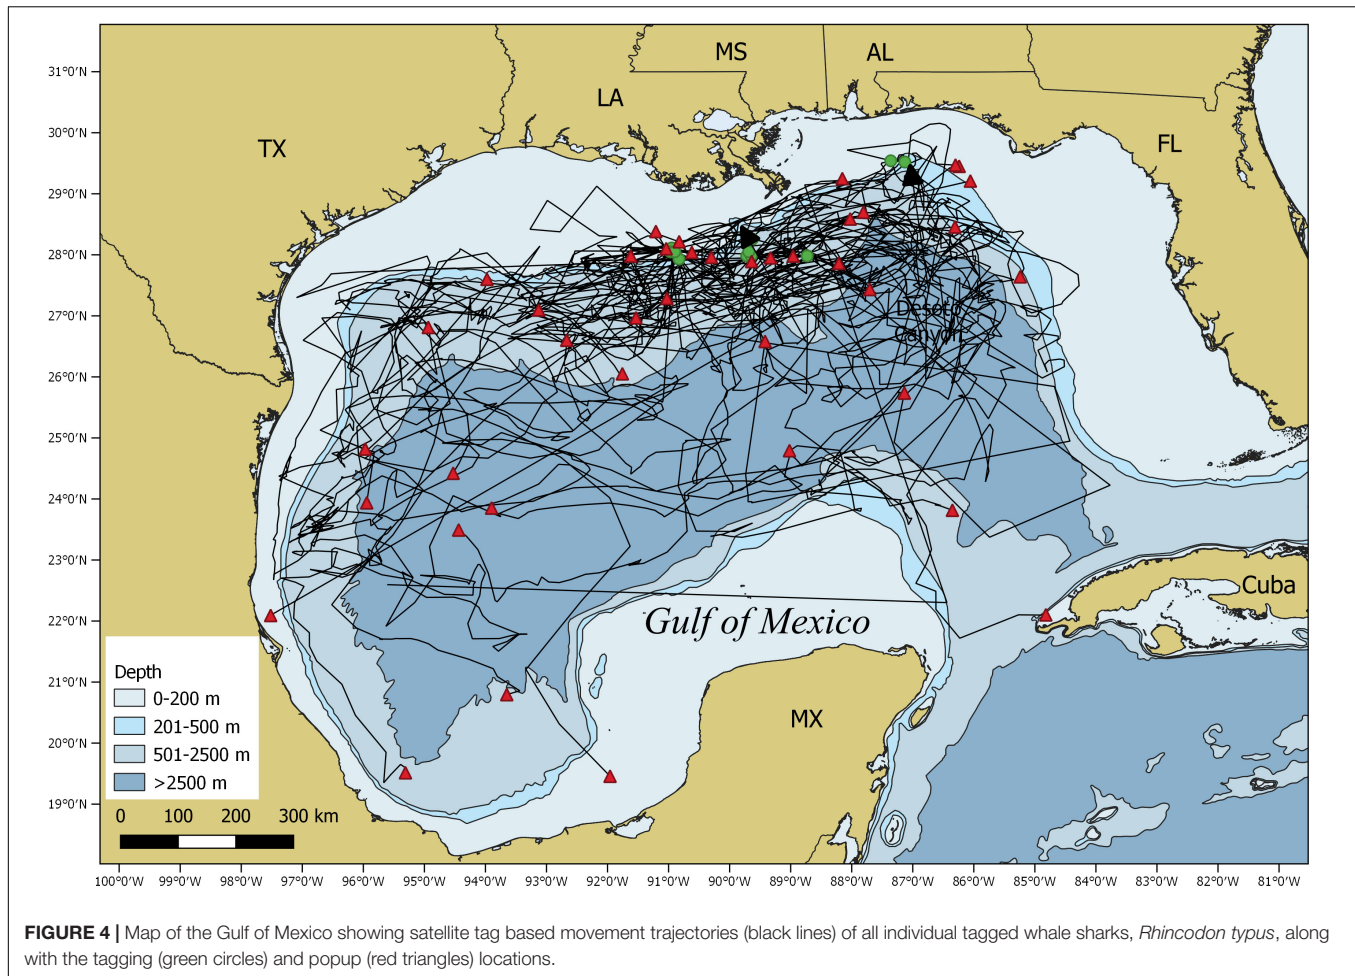 MS
AL
LA
TX
FL
31°0'N
30°0'N
29°0'N
28°0'N
27°0'N
26°0'N
25°0'N
24°0'N
23°0'N
22°0'N
21°0'N
20°0'N
19°0'N
Desoto
Canyon
Cuba
Gulf of Mexico
MX
Depth
0-200 m
201-500 m
501-2500 m
>2500 m
0 100 200 300 km
100°0'W 99°0'W 98°0'W 97°0'W 96°0'W 95°0'W 94°0'W 93°0'W 92°0'W 91°0'W 90°0'W 89°0'W 88°0'W 87°0'W 86°0'W 85°0'W 84°0'W 83°0'W 82°0'W 81°0'W
FIGURE 4 | Map of the Gulf of Mexico showing satellite tag based movement trajectories (black lines) of all individual tagged whale sharks, Rhincodon typus, along
with the tagging (green circles) and popup (red triangles) locations.